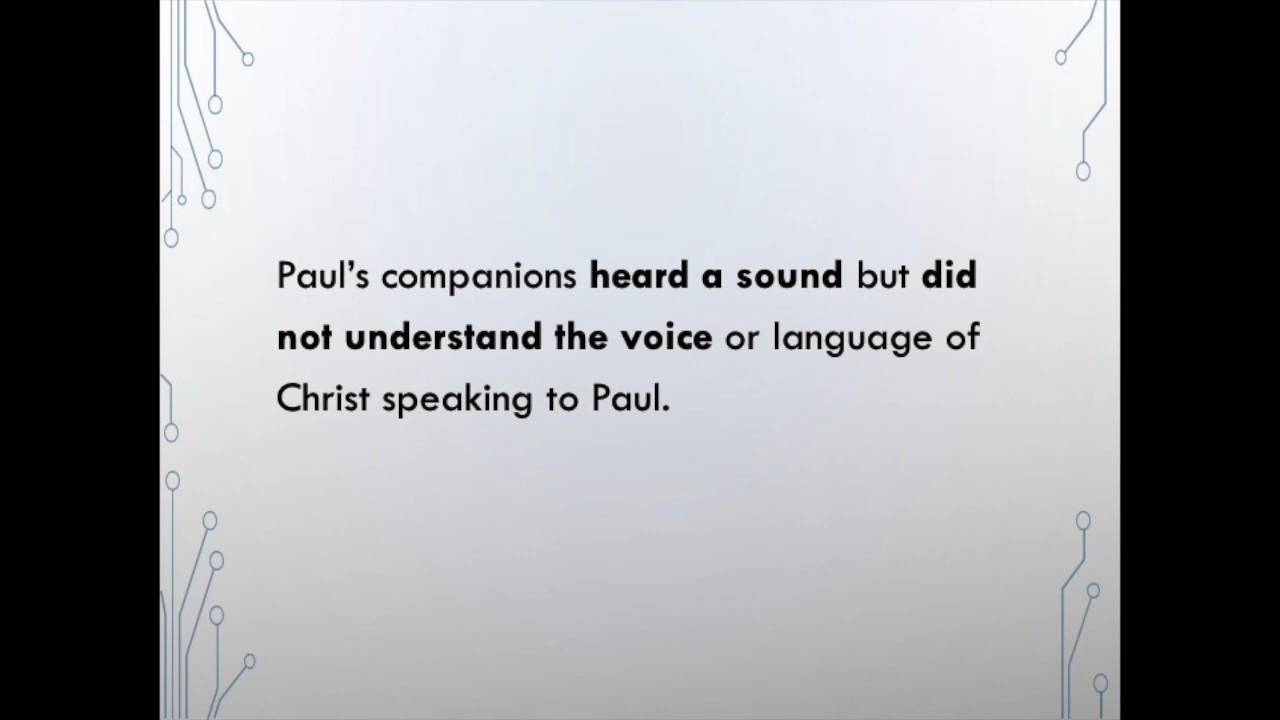 Paul’s companions heard a sound but did
not understand the voice or language of
Christ speaking to Paul.